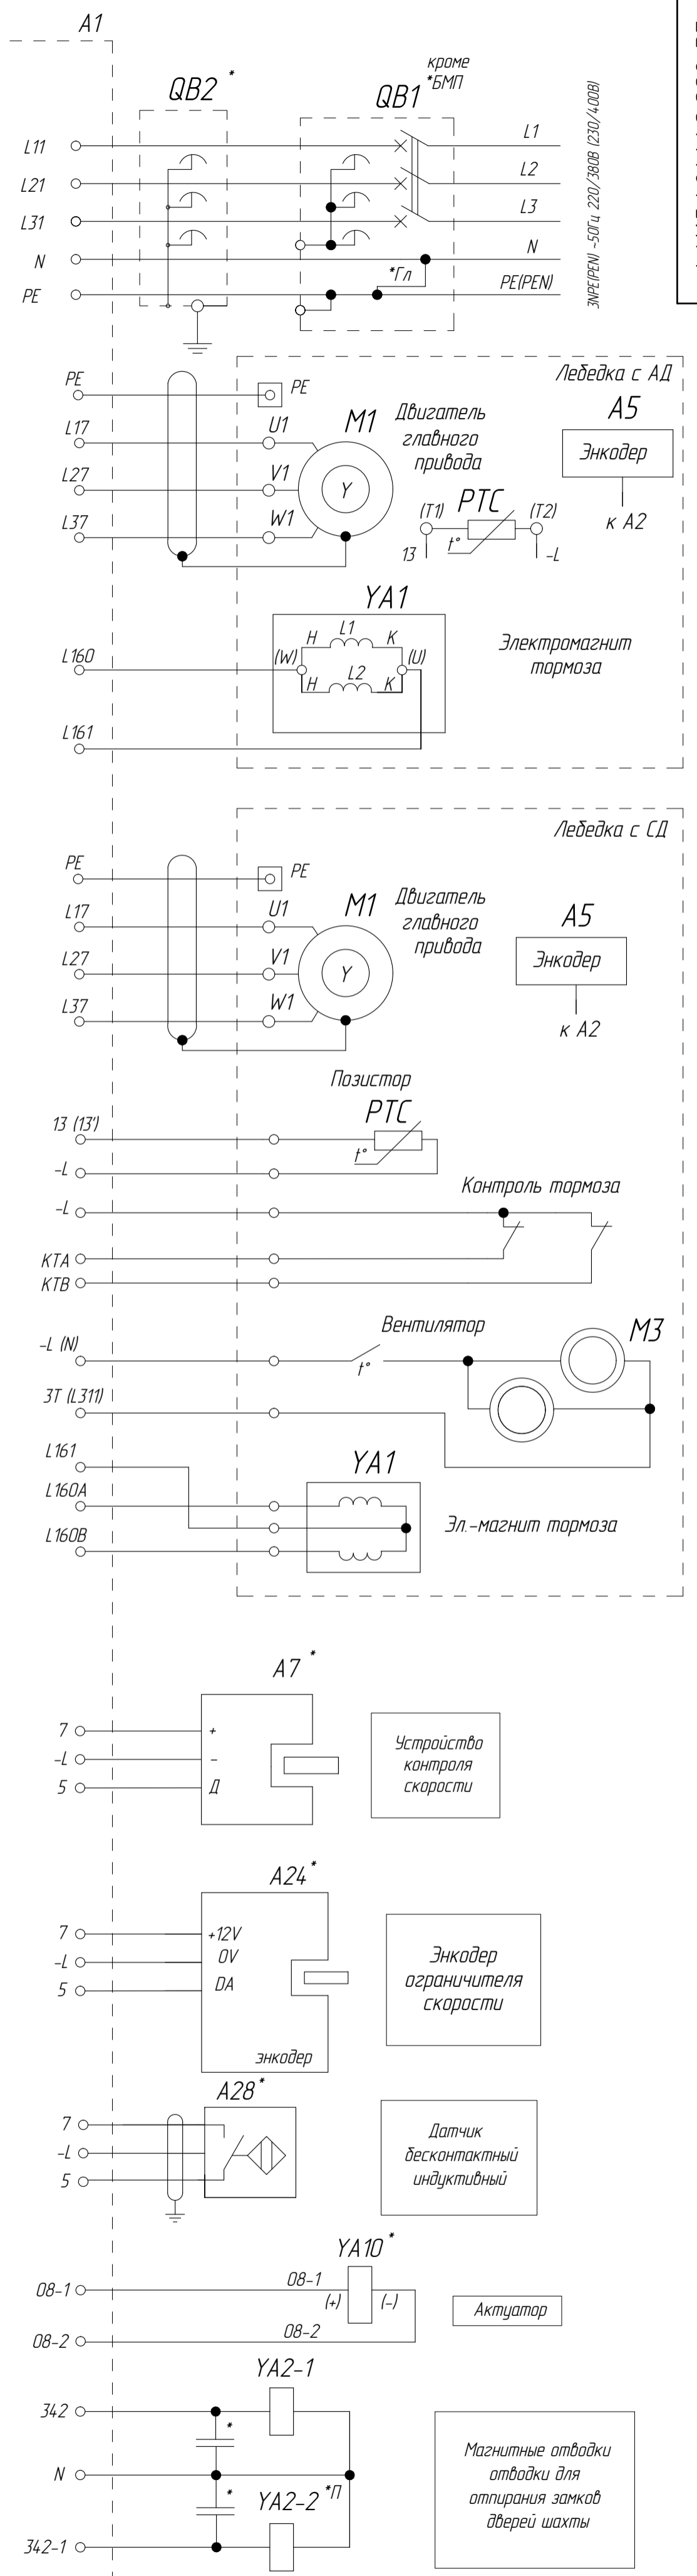 A1
QB2 *
кроме
*БМП
QB1
L11
L1
L21
L2
L31
L3
N
N
*Гл
PE
PE(PEN)
3NPE(PEN) ~50Гц 220/380В (230/400В)
Лебедка с АД
PE
PE
L17
U1
M1
Двигатель
главного
привода
A5
Энкодер
к А2
L27
V1
Y
L37
W1
(T1)
PTC
(T2)
13
t°
-L
YA1
L160
(W)
H
L1
K
(U)
H
L2
K
Электромагнит
тормоза
L161
Лебедка с СД
PE
PE
L17
U1
M1
Двигатель
главного
привода
A5
Энкодер
к А2
L27
V1
Y
L37
W1
Позистор
PTC
13 (13')
t°
-L
-L
Контроль тормоза
КТА
КТВ
-L (N)
Вентилятор
M3
t°
3Т (L311)
L161
YA1
L160A
L160B
Эл.-магнит тормоза
A7 *
7
+
-L
-
5
Д
Устройство
контроля
скорости
A24 *
7
+12V
-L
0V
5
DA
энкодер
Энкодер
ограничителя
скорости
A28 *
7
-L
5
Датчик
бесконтактный
индуктивный
YA10 *
08-1
08-1
(+)
(-)
08-2
08-2
Актуатор
YA2-1
342
*
N
*
YA2-2 *П
342-1
Магнитные отводки
отводки для
отпирания замков
дверей шахты